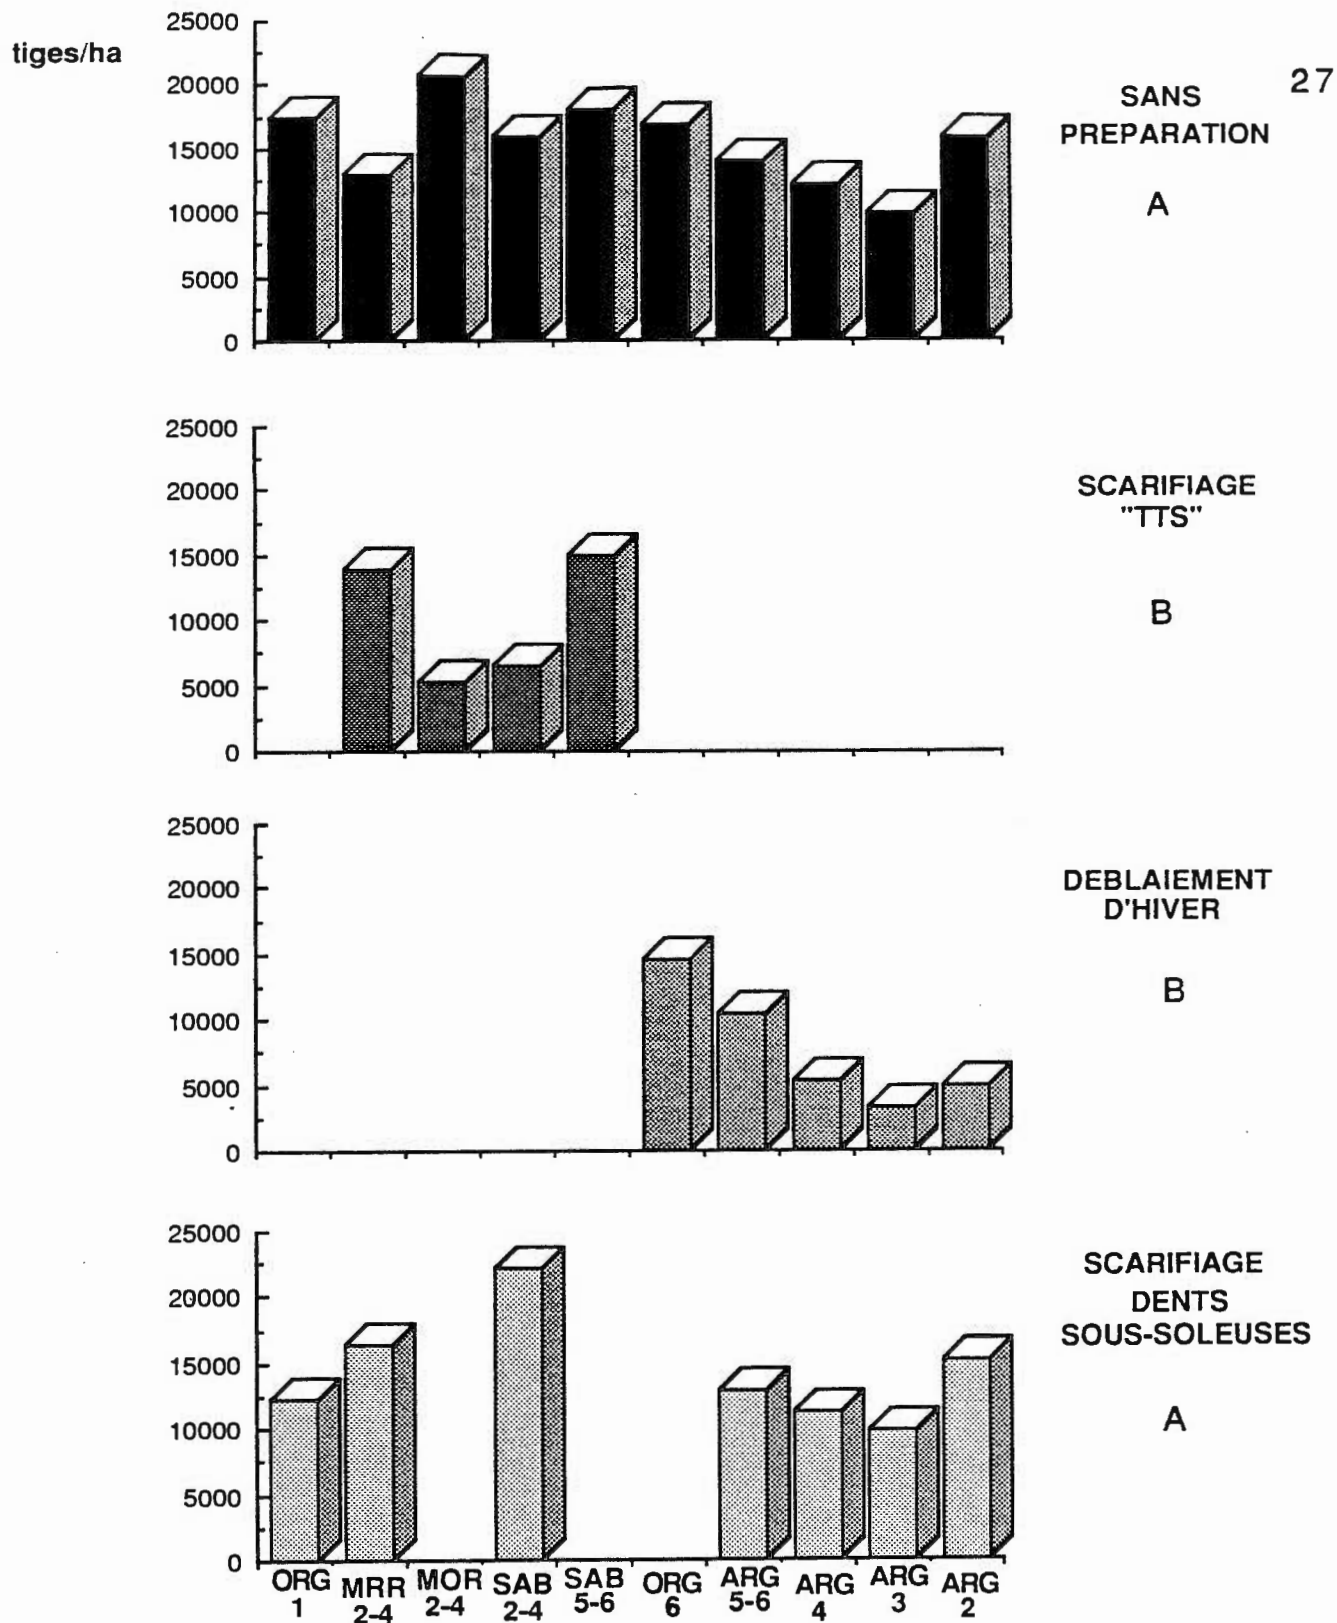 tiges/ha
27
25000
20000
15000
10000
5000
0
SANS
PREPARATION
A
25000
20000
15000
10000
5000
0
SCARIFIAGE
"TTS"
B
25000
20000
15000
10000
5000
0
DEBLAIEMENT
D'HIVER
B
25000
20000
15000
10000
5000
0
SCARIFIAGE
DENTS
SOUS-SOLEUSES
A
ORG
1
MRR
2-4
MOR
2-4
SAB
2-4
SAB
5-6
ORG
6
ARG
5-6
ARG
4
ARG
3
ARG
2